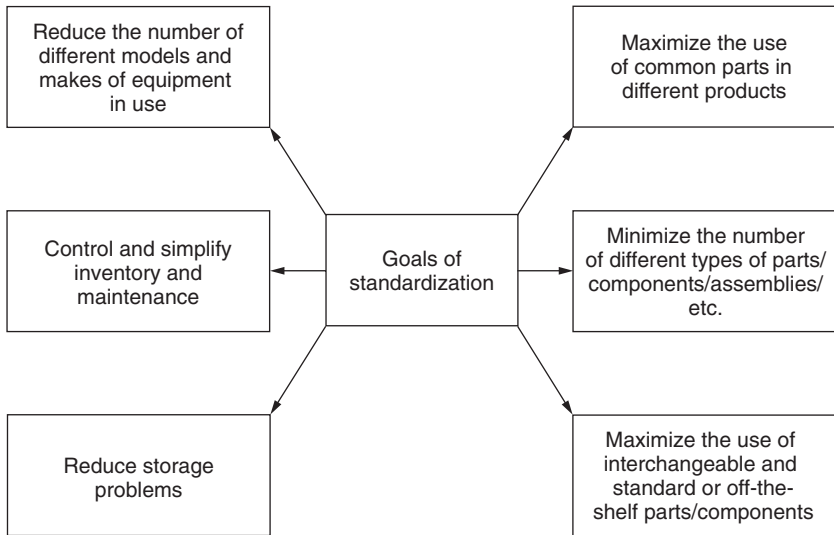 Reduce the number of
different models and
makes of equipment
in use
Maximize the use
of common parts in
different products
Control and simplify
inventory and
maintenance
Goals of
standardization
Minimize the number
of different types of parts/
components/assemblies/
etc.
Reduce storage
problems
Maximize the use of
interchangeable and
standard or off-the-
shelf parts/components